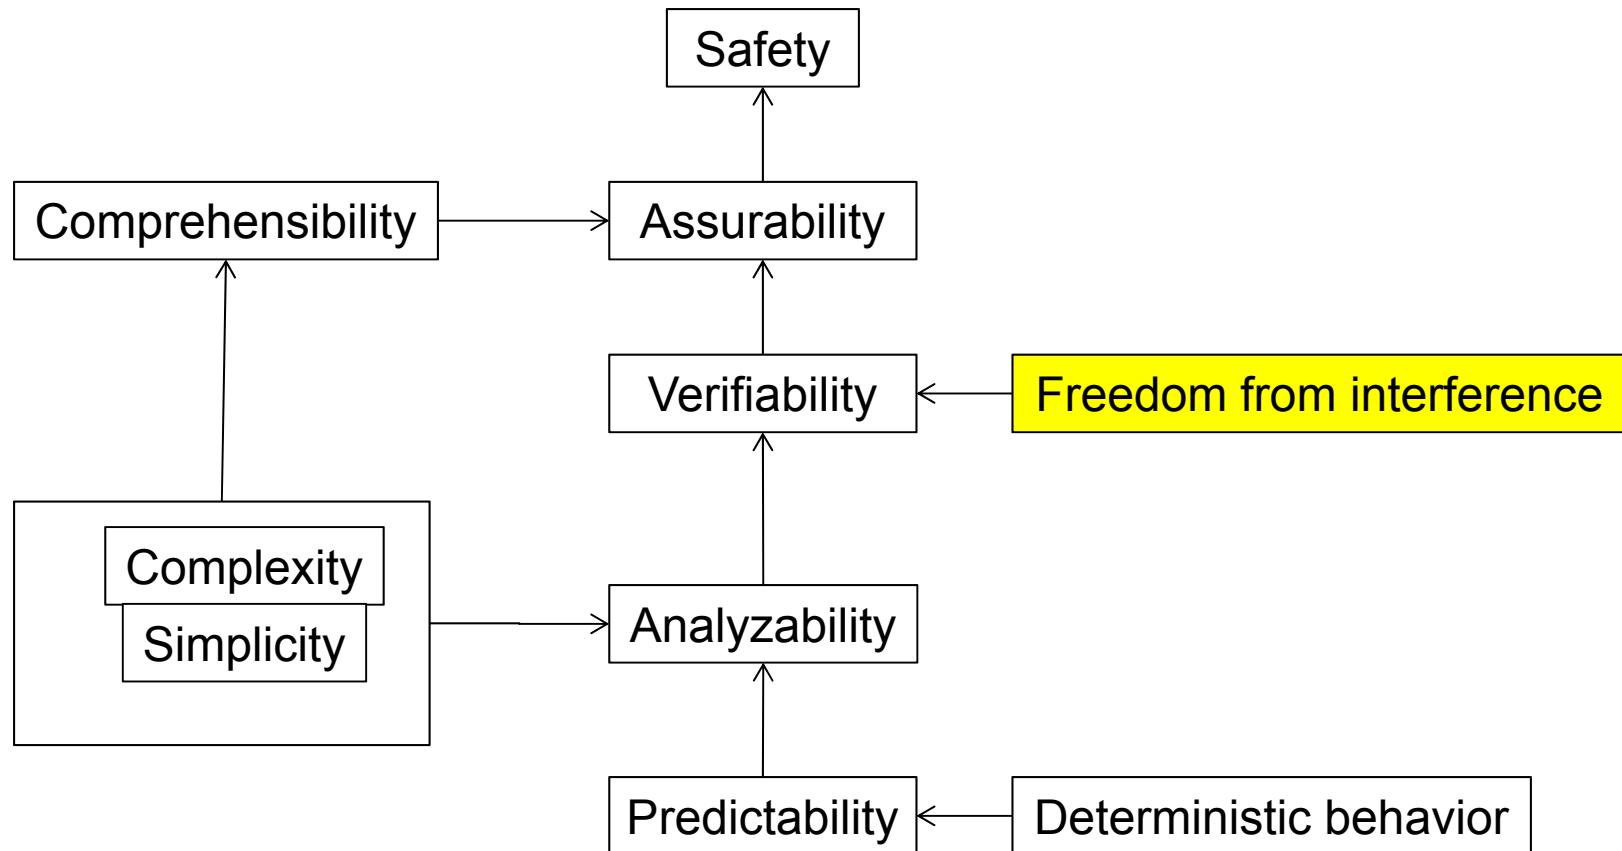 Safety
Comprehensibility
Assurability
Verifiability
Freedom from interference
Complexity
Simplicity
Analyzability
Predictability
Deterministic behavior